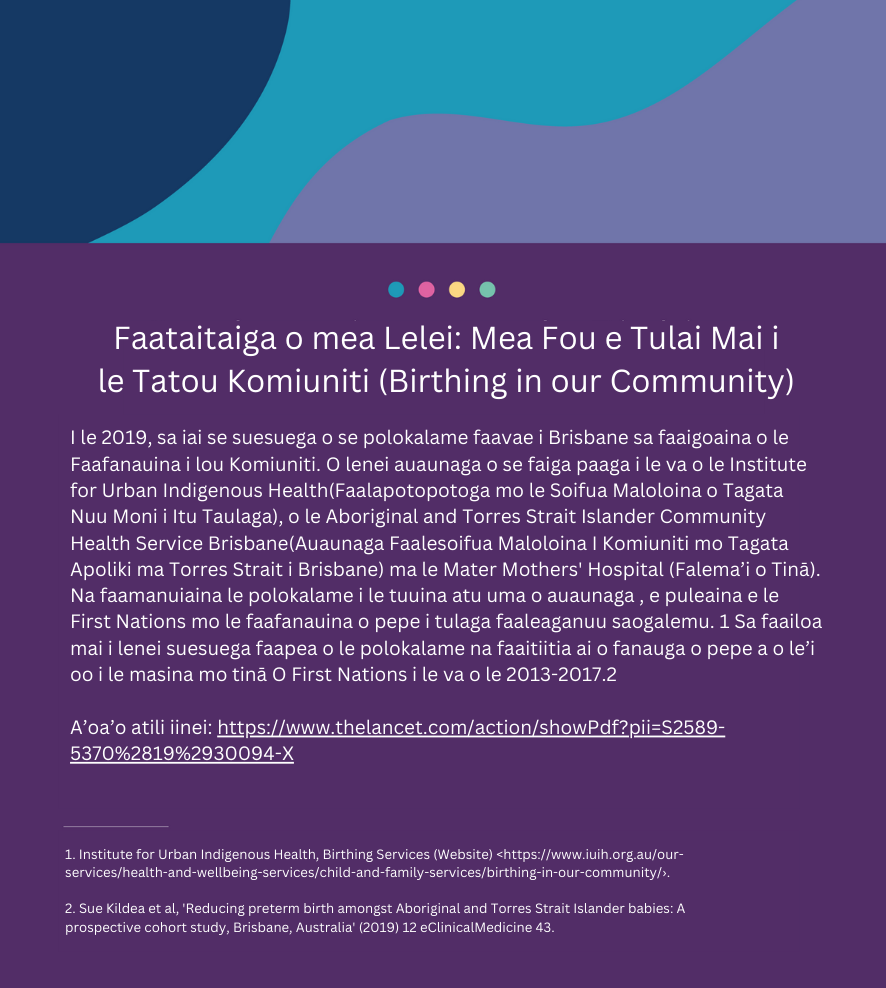 Faataitaiga o mea Lelei: Mea Fou e Tulai Mai i
le Tatou Komiuniti (Birthing in our Community)
I le 2019, sa iai se suesuega o se polokalame faavae i Brisbane sa faaigoaina o le
Faafanauina i lou Komiuniti. O lenei auaunaga o se faiga paaga i le va o le Institute
for Urban Indigenous Health(Faalapotopotoga mo le Soifua Maloloina o Tagata
Nuu Moni i Itu Taulaga), o le Aboriginal and Torres Strait Islander Community
Health Service Brisbane(Auaunaga Faalesoifua Maloloina I Komiuniti mo Tagata
Apoliki ma Torres Strait i Brisbane) ma le Mater Mothers' Hospital (Falema’i o Tinā).
Na faamanuiaina le polokalame i le tuuina atu uma o auaunaga , e puleaina e le
First Nations mo le faafanauina o pepe i tulaga faaleaganuu saogalemu. 1 Sa faailoa
mai i lenei suesuega faapea o le polokalame na faaitiitia ai o fanauga o pepe a o le’i
oo i le masina mo tinā O First Nations i le va o le 2013-2017.2
A’oa’o atili iinei: https://www.thelancet.com/action/showPdf?pii=S2589-
5370%2819%2930094-X
1. Institute for Urban Indigenous Health, Birthing Services (Website) <https://www.iuih.org.au/our-
services/health-and-wellbeing-services/child-and-family-services/birthing-in-our-community/›.
2. Sue Kildea et al, 'Reducing preterm birth amongst Aboriginal and Torres Strait Islander babies: A
prospective cohort study, Brisbane, Australia' (2019) 12 eClinicalMedicine 43.